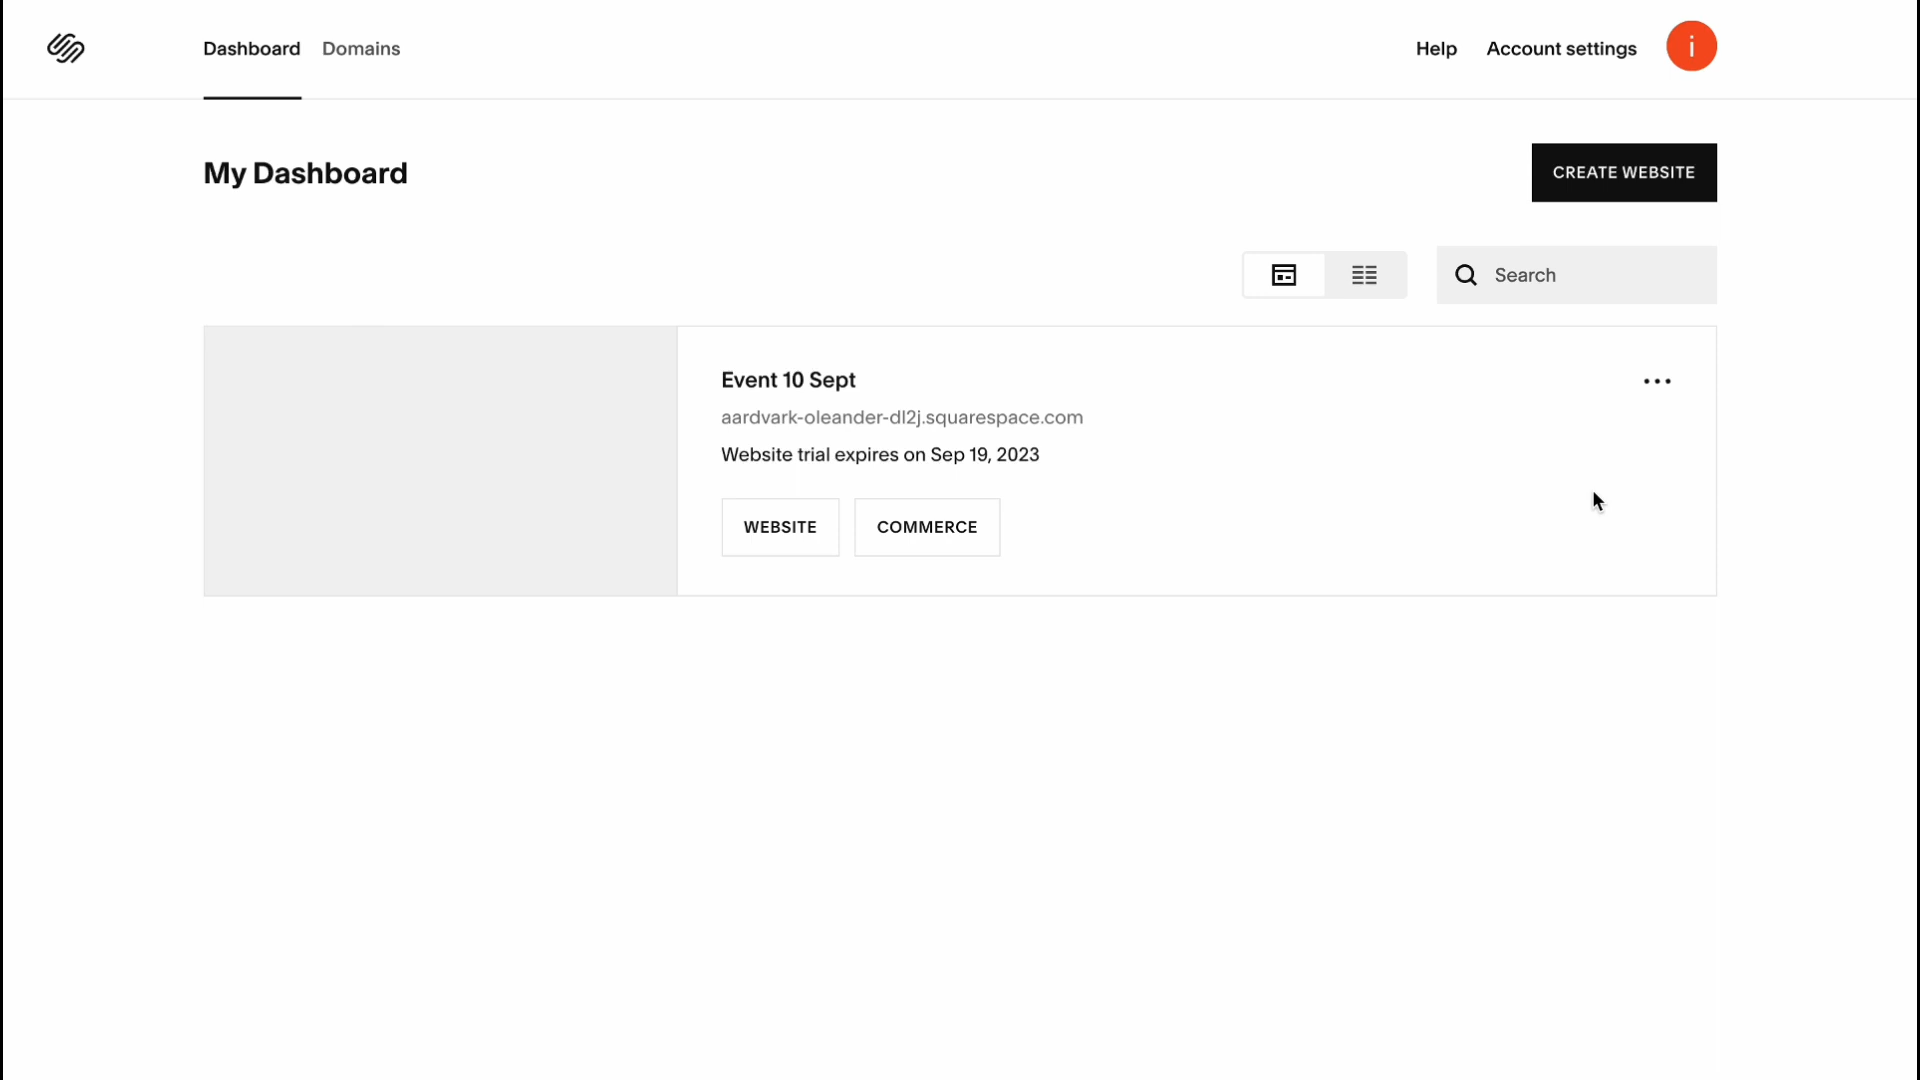 Dashboard Domains Help Account settings i
My Dashboard CREATE WEBSITE
Search
Event 10 Sept
aardvark-oleander-dl2j.squarespace.com
Website trial expires on Sep 19, 2023
WEBSITE COMMERCE